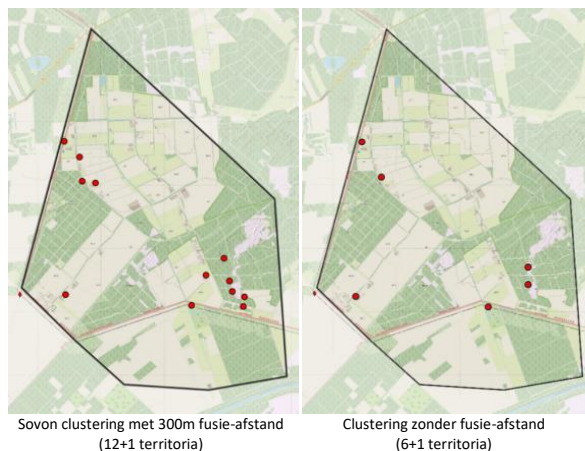 Sovon clustering met 300m fusie-afstand
(12+1 territoria)
Clustering zonder fusie-afstand
(6+1 territoria)